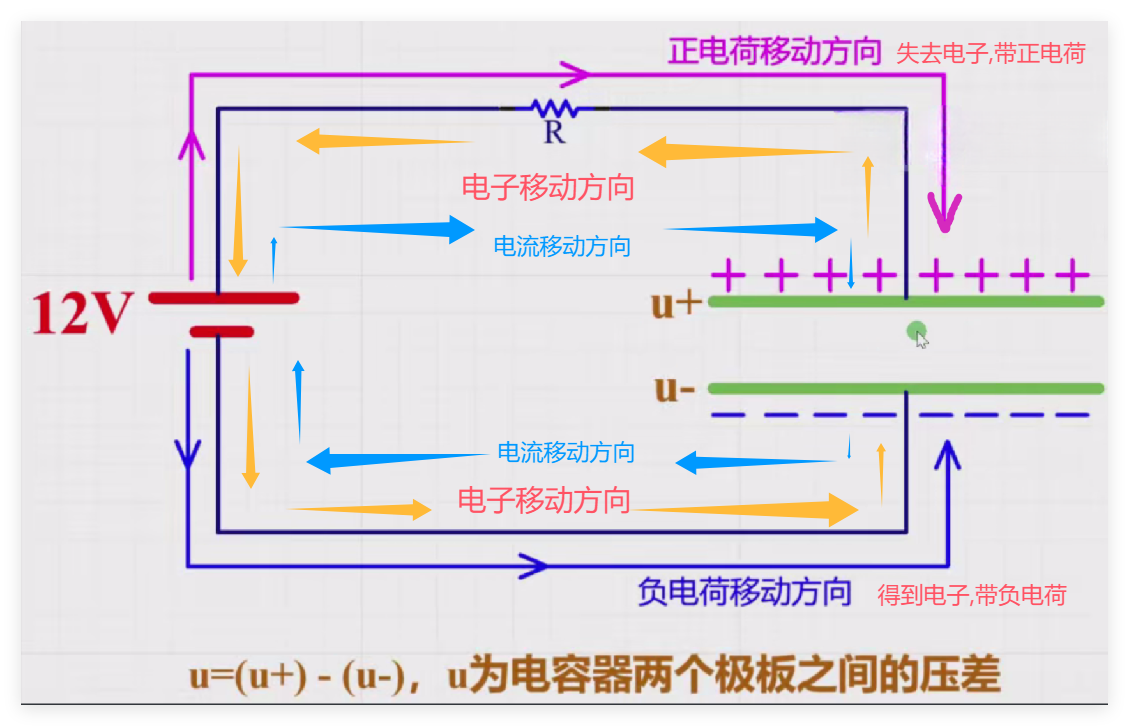 正电荷移动方向 失去电子,带正电荷
R
电子移动方向
电流移动方向
12V
u+
u-
电流移动方向
电子移动方向
负电荷移动方向 得到电子,带负电荷
u=(u+) - (u-)，u为电容器两个极板之间的压差